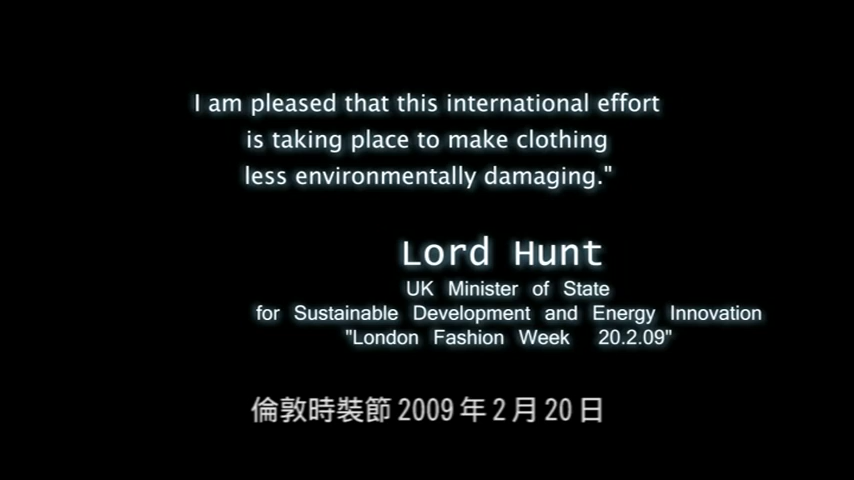 I am pleased that this international effort
is taking place to make clothing
less environmentally damaging."
Lord Hunt
UK Minister of State
for Sustainable Development and Energy Innovation
"London Fashion Week 20.2.09"
倫敦時裝節 2009 年 2 月 20 日